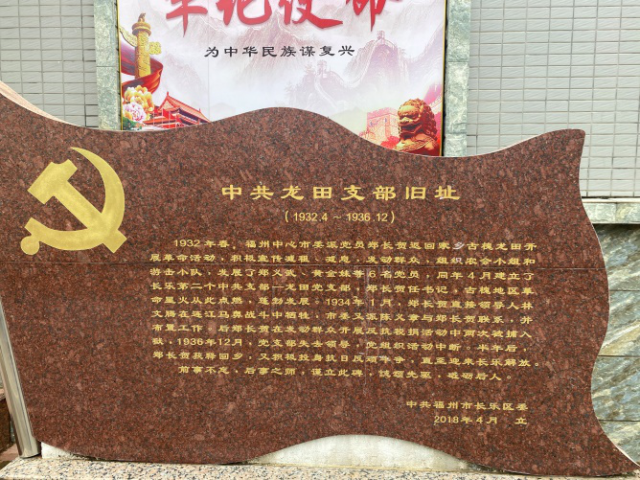 牢记使命
为中华民族谋复兴
中共龙田支部旧址
(1932.4～1936.12)
1932年春，福州中心市委派党员郑长贺返回家乡古槐龙田开
展革命活动，积极宣传减租、减息，发动群众，组织农会小组和
游击小队，发展了郑义 、黄金妹等6名党员，同年4月建立了
长乐第二个中共支部——龙田党支部，郑长贺任书记，古槐地区革
命星火从此点燃，蓬勃发展。1934年1月，郑长贺直接领导人林
文腾在连江马奥战斗中牺牲，市委又派陈义章与郑长贺联系，并
布置工作。后郑长贺在发动群众开展反抗税捐活动中两次被捕入
狱，1936年12月，党支部失去领导，党组织活动中断。半年后，
郑长贺获释回乡，又积极投身抗日反顽斗争，直至迎来长乐解放。
前事不忘，后事之师，谨立此碑，缅怀先驱，砥砺后人。
中共福州市长乐区委
2018年4月 立